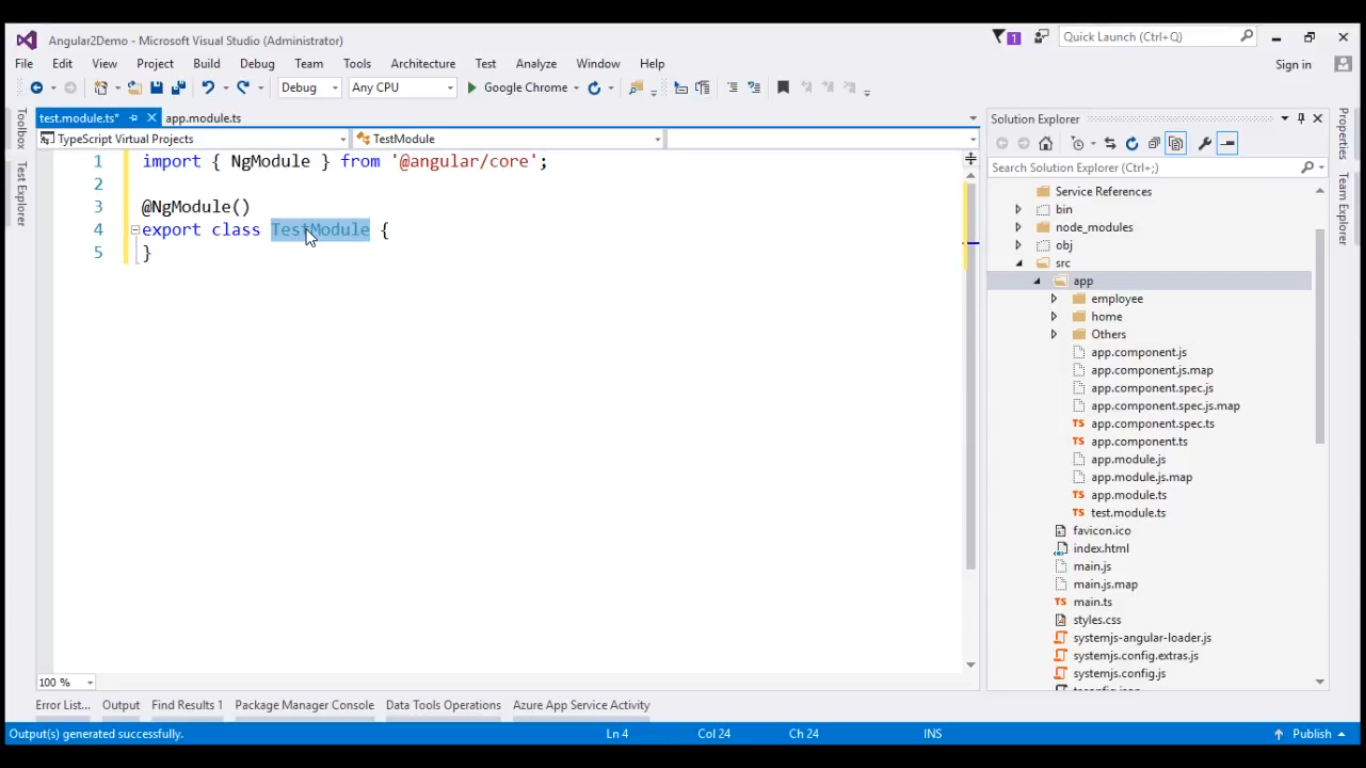 Angular2Demo - Microsoft Visual Studio (Administrator)
1
Quick Launch (Ctrl+Q)
File Edit View Project Build Debug Team Tools Architecture Test Analyze Window Help
Sign in
Debug Any CPU Google Chrome
test.module.ts* app.module.ts
TypeScript Virtual Projects TestModule
1 import { NgModule } from '@angular/core';
2
3 @NgModule()
4 export class TestModule {
5 }
Toolbox
Test Explorer
Solution Explorer
Search Solution Explorer (Ctrl+;)
Service References
bin
node_modules
obj
src
app
employee
home
Others
app.component.js
app.component.js.map
app.component.spec.js
app.component.spec.js.map
app.component.spec.ts
TS app.component.spec.ts
TS app.component.ts
app.module.js
app.module.js.map
TS app.module.ts
TS test.module.ts
favicon.ico
index.html
main.js
main.js.map
TS main.ts
styles.css
systemjs-angular-loader.js
systemjs.config.extras.js
systemjs.config.js
tsconfig.json
Properties
Team Explorer
100 %
Error List... Output Find Results 1 Package Manager Console Data Tools Operations Azure App Service Activity
Output(s) generated successfully. Ln 4 Col 24 Ch 24 INS Publish